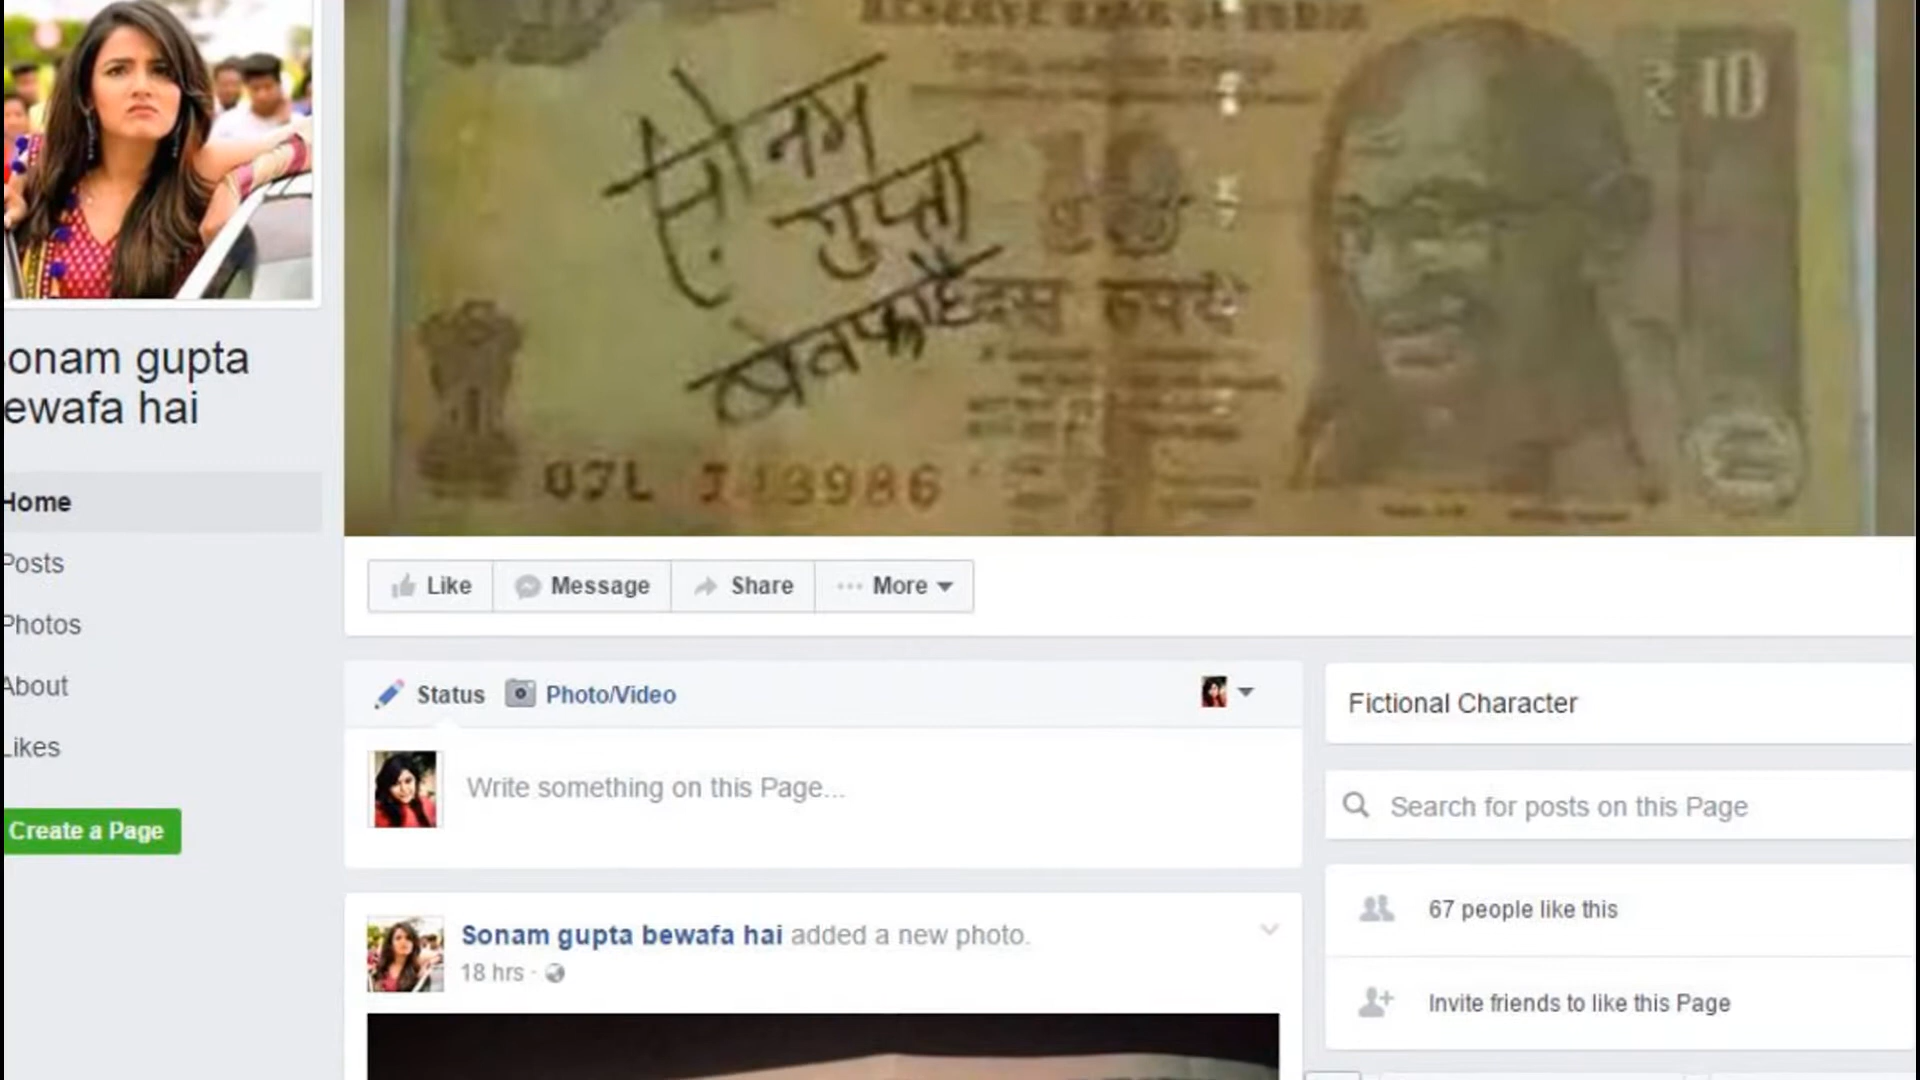 RESERVE BANK OF INDIA
₹ 10
सोनम
गुप्ता
बेवफा है
दस रुपये
07L 713986
onam gupta
ewafa hai
Home
Posts
Photos
About
Likes
Create a Page
Like
Message
Share
More
Status
Photo/Video
Write something on this Page...
Sonam gupta bewafa hai added a new photo.
18 hrs ·
Fictional Character
Search for posts on this Page
67 people like this
Invite friends to like this Page